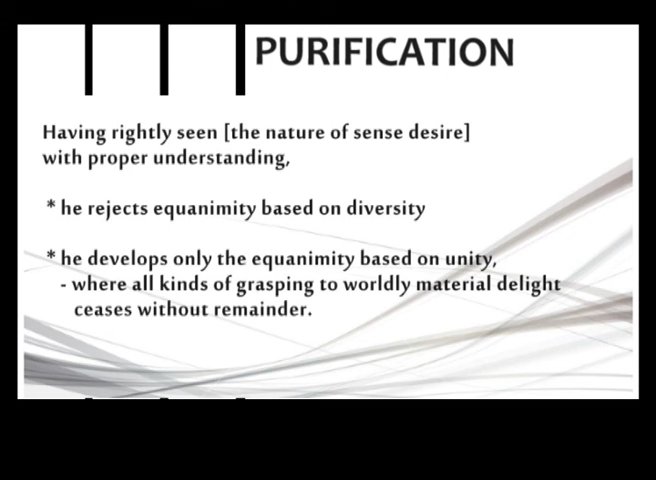 PURIFICATION
Having rightly seen [the nature of sense desire]
with proper understanding,
* he rejects equanimity based on diversity
* he develops only the equanimity based on unity,
- where all kinds of grasping to worldly material delight
ceases without remainder.